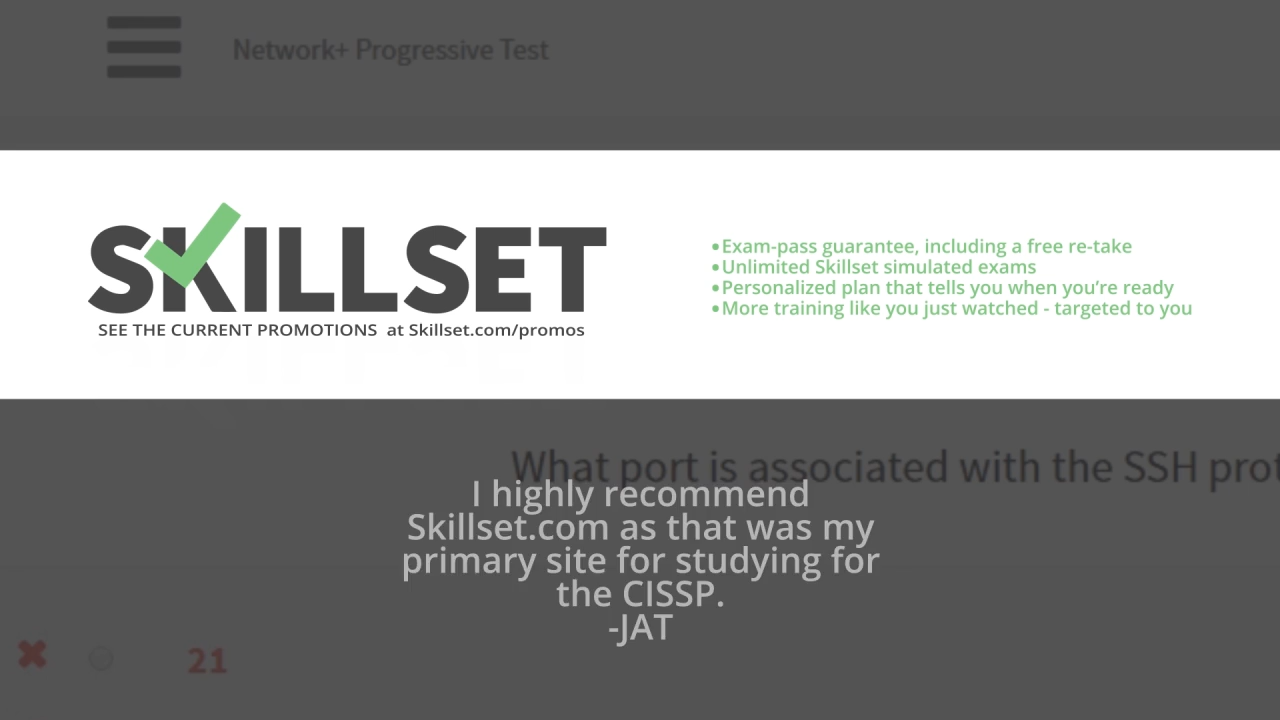 Network+ Progressive Test
SKILLSET
SEE THE CURRENT PROMOTIONS at Skillset.com/promos
•Exam-pass guarantee, including a free re-take
•Unlimited Skillset simulated exams
•Personalized plan that tells you when you’re ready
•More training like you just watched - targeted to you
What port is associated with the SSH prot
I highly recommend
Skillset.com as that was my
primary site for studying for
the CISSP.
-JAT
21